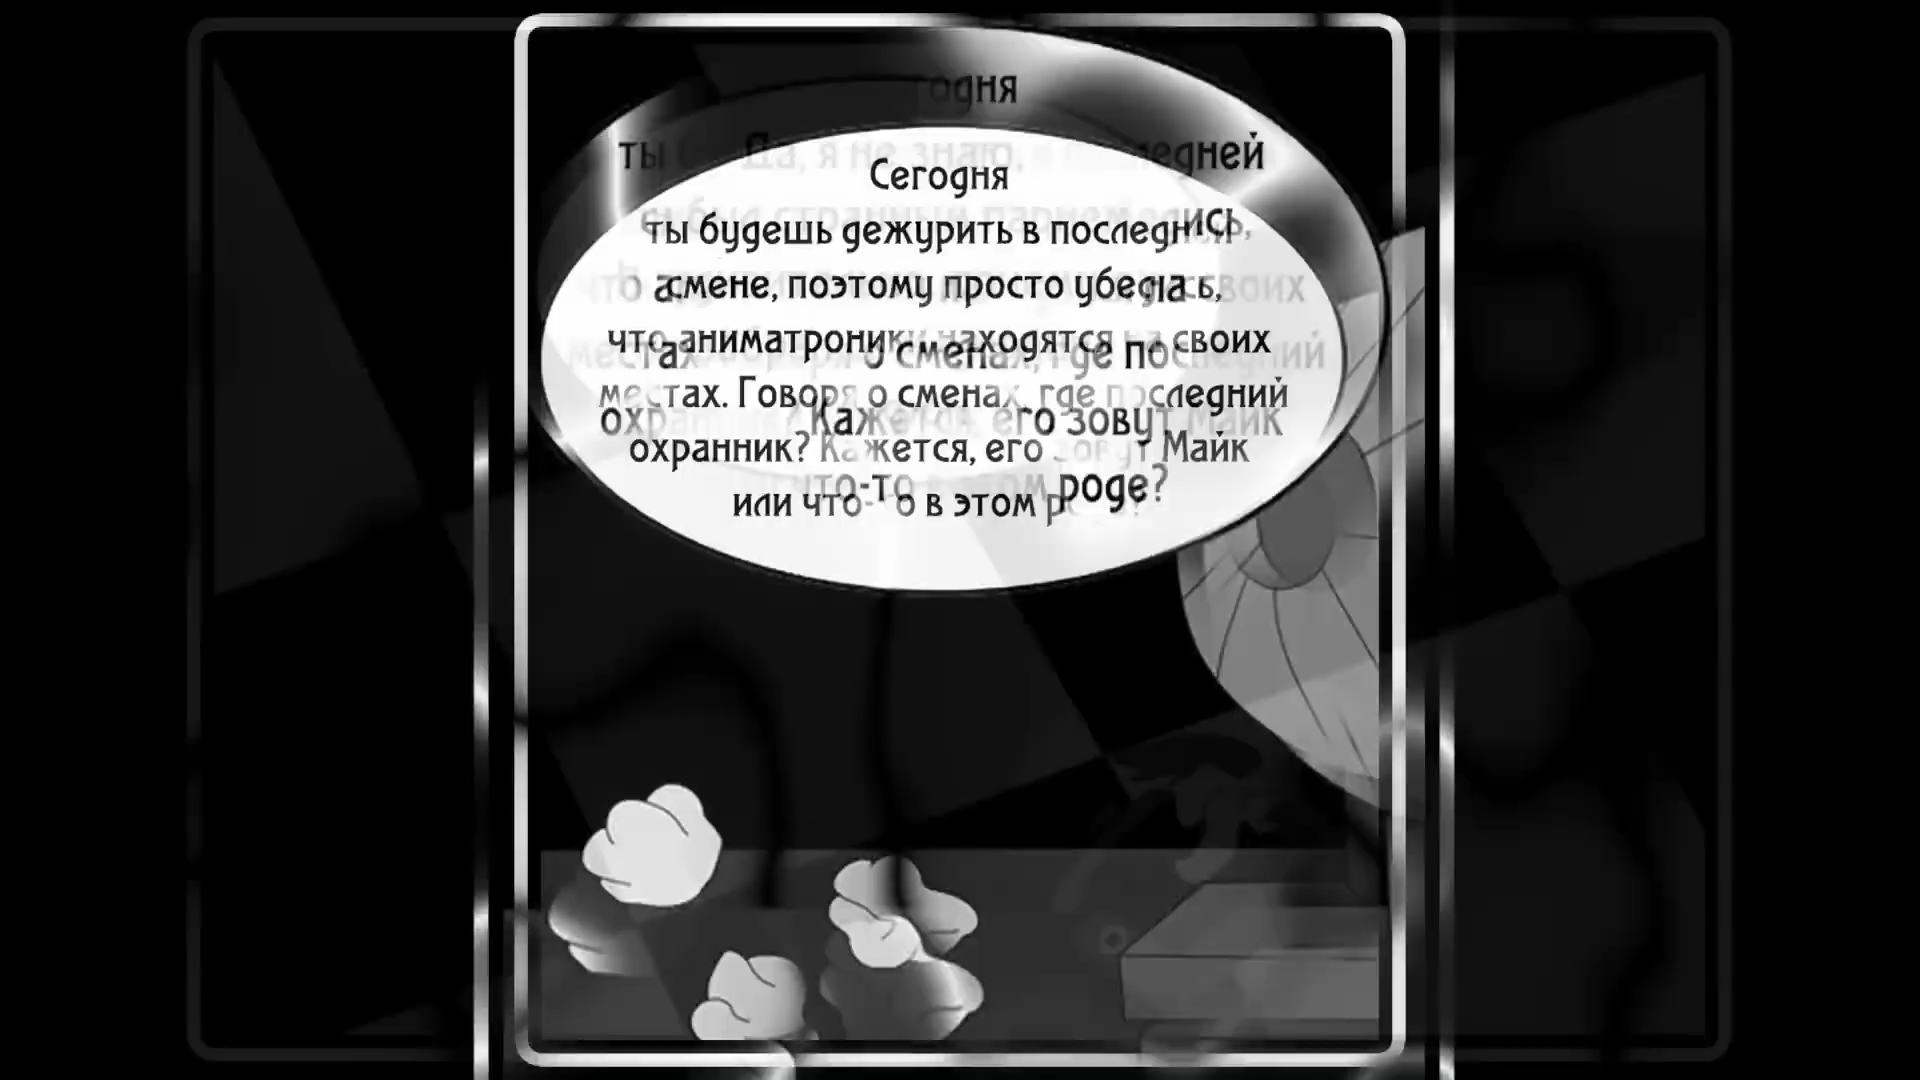 Сегодня
ты будешь дежурить в последней
смене, поэтому просто убедись,
что аниматроники находятся на своих
местах. Говоря о сменах, где последний
охранник? Кажется, его зовут Майк
или что-то в этом роде?